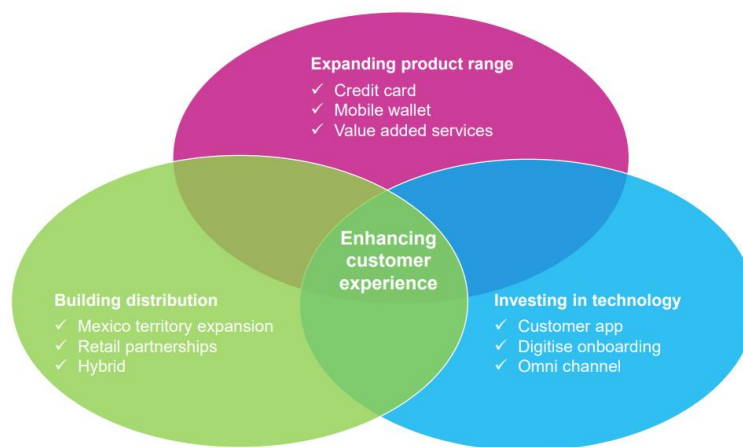 Expanding product range
✓ Credit card
✓ Mobile wallet
✓ Value added services
Enhancing
customer
experience
Building distribution
✓ Mexico territory expansion
✓ Retail partnerships
✓ Hybrid
Investing in technology
✓ Customer app
✓ Digitise onboarding
✓ Omni channel